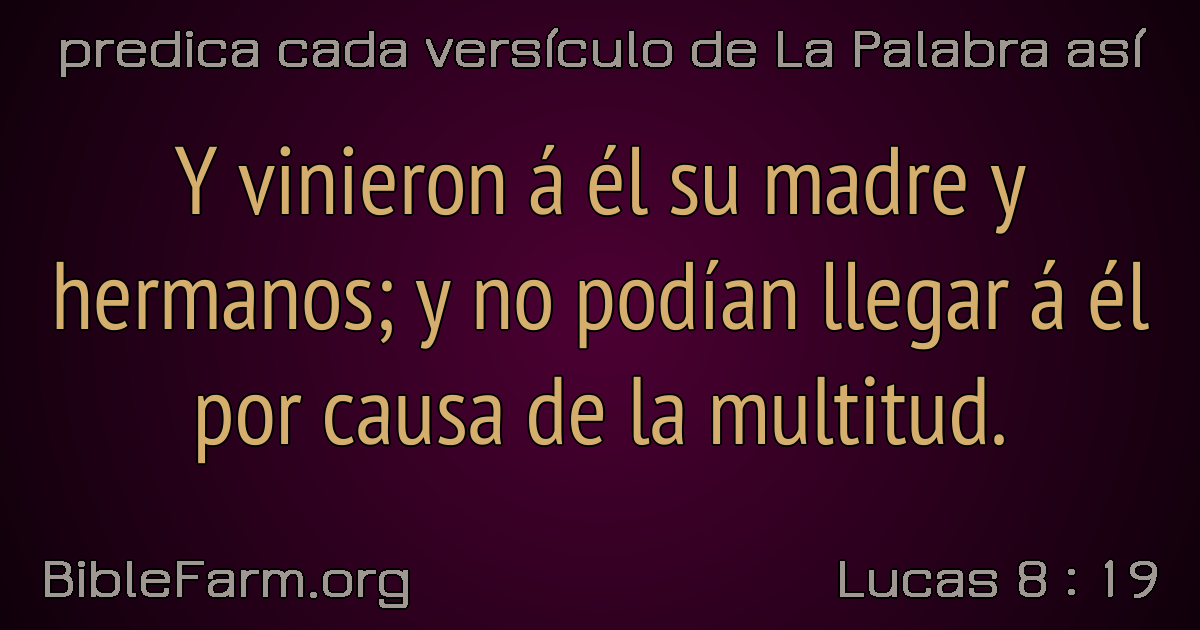 predica cada versículo de La Palabra así
Y vinieron á él su madre y
hermanos; y no podían llegar á él
por causa de la multitud.
BibleFarm.org
Lucas 8 : 19